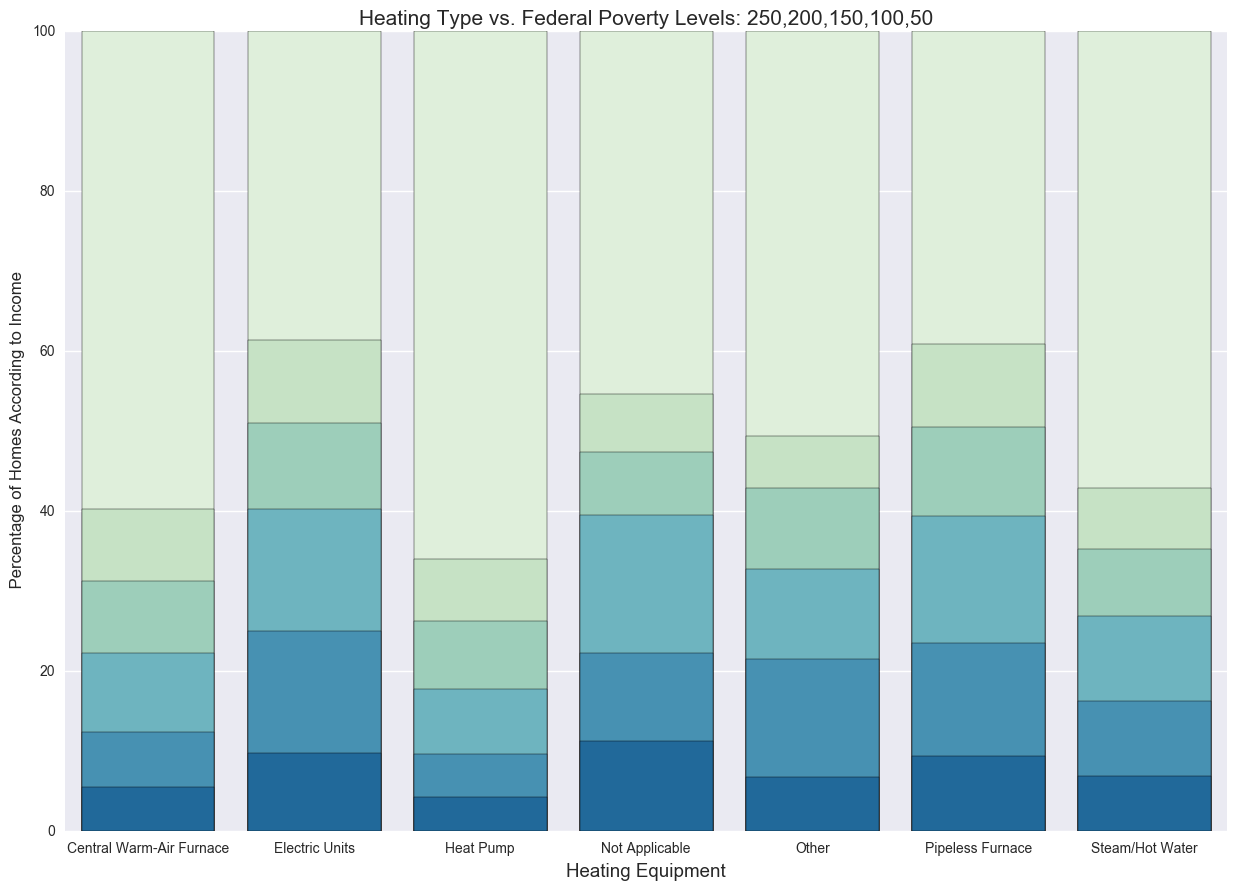 Heating Type vs. Federal Poverty Levels: 250,200,150,100,50
Percentage of Homes According to Income
100
80
60
40
20
0
Central Warm-Air Furnace
Electric Units
Heat Pump
Not Applicable
Other
Pipeless Furnace
Steam/Hot Water
Heating Equipment